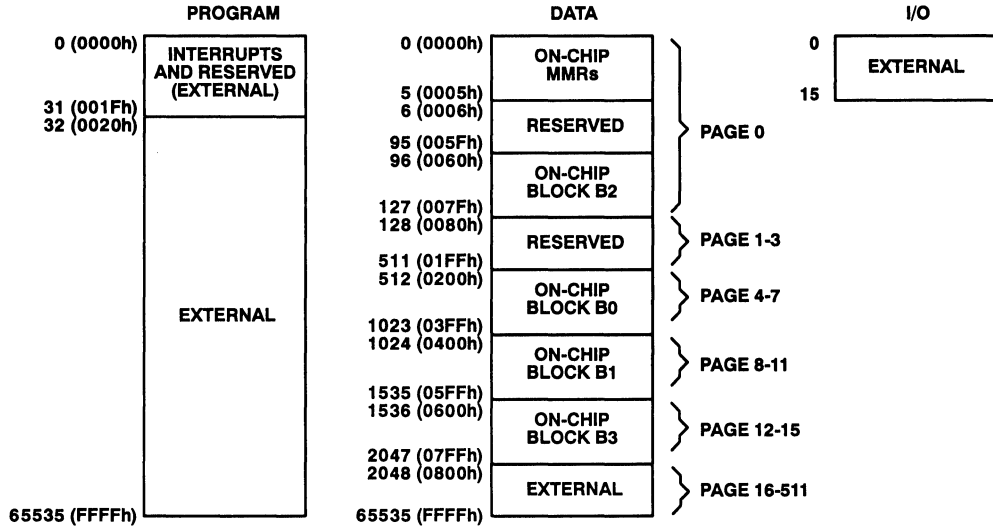 PROGRAM
0 (0000h)
INTERRUPTS
AND RESERVED
(EXTERNAL)
31 (001Fh)
32 (0020h)
EXTERNAL
65535 (FFFFh)
DATA
0 (0000h)
ON-CHIP
MMRs
5 (0005h)
6 (0006h)
RESERVED
95 (005Fh)
96 (0060h)
ON-CHIP
BLOCK B2
127 (007Fh)
PAGE 0
128 (0080h)
RESERVED
PAGE 1-3
511 (01FFh)
512 (0200h)
ON-CHIP
BLOCK B0
PAGE 4-7
1023 (03FFh)
1024 (0400h)
ON-CHIP
BLOCK B1
PAGE 8-11
1535 (05FFh)
1536 (0600h)
ON-CHIP
BLOCK B3
PAGE 12-15
2047 (07FFh)
2048 (0800h)
EXTERNAL
PAGE 16-511
65535 (FFFFh)
I/O
0
EXTERNAL
15